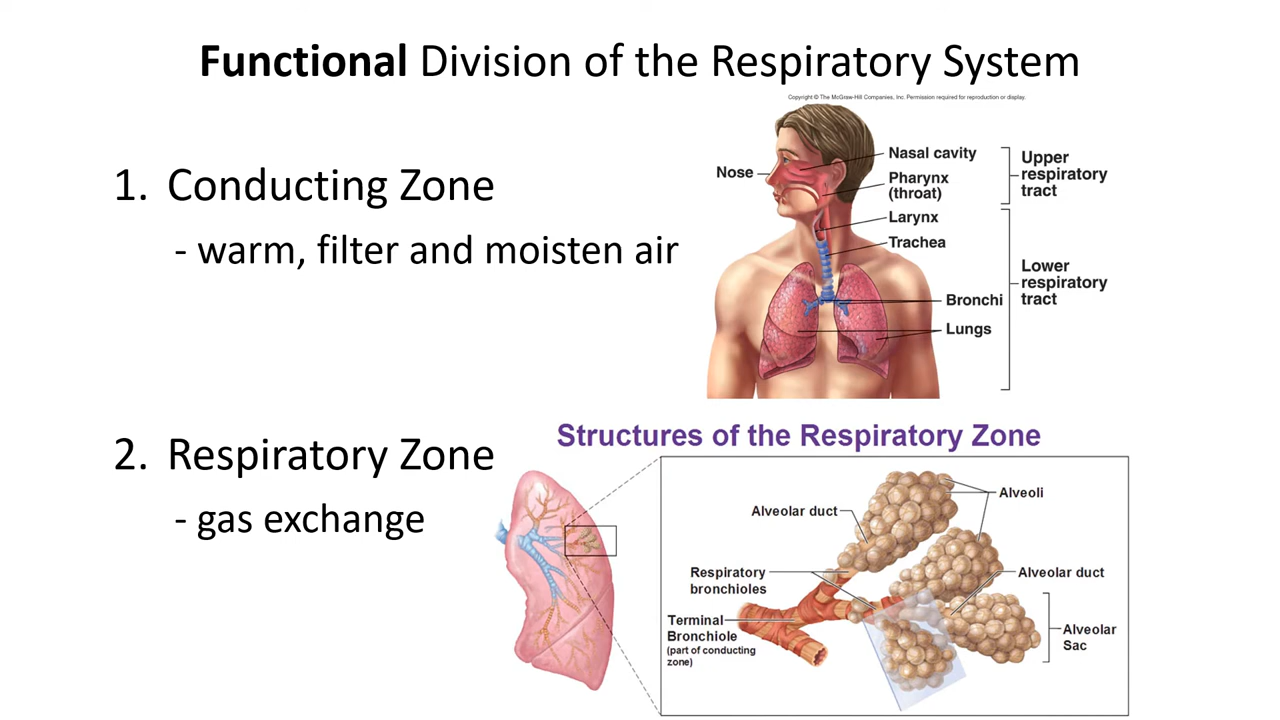 Functional Division of the Respiratory System
Copyright © The McGraw-Hill Companies, Inc. Permission required for reproduction or display.
1. Conducting Zone
- warm, filter and moisten air
Nose
Nasal cavity
Pharynx
(throat)
Larynx
Trachea
Bronchi
Lungs
Upper
respiratory
tract
Lower
respiratory
tract
2. Respiratory Zone
- gas exchange
Structures of the Respiratory Zone
Alveoli
Alveolar duct
Respiratory
bronchioles
Alveolar duct
Terminal
Bronchiole
(part of conducting
zone)
Alveolar
Sac